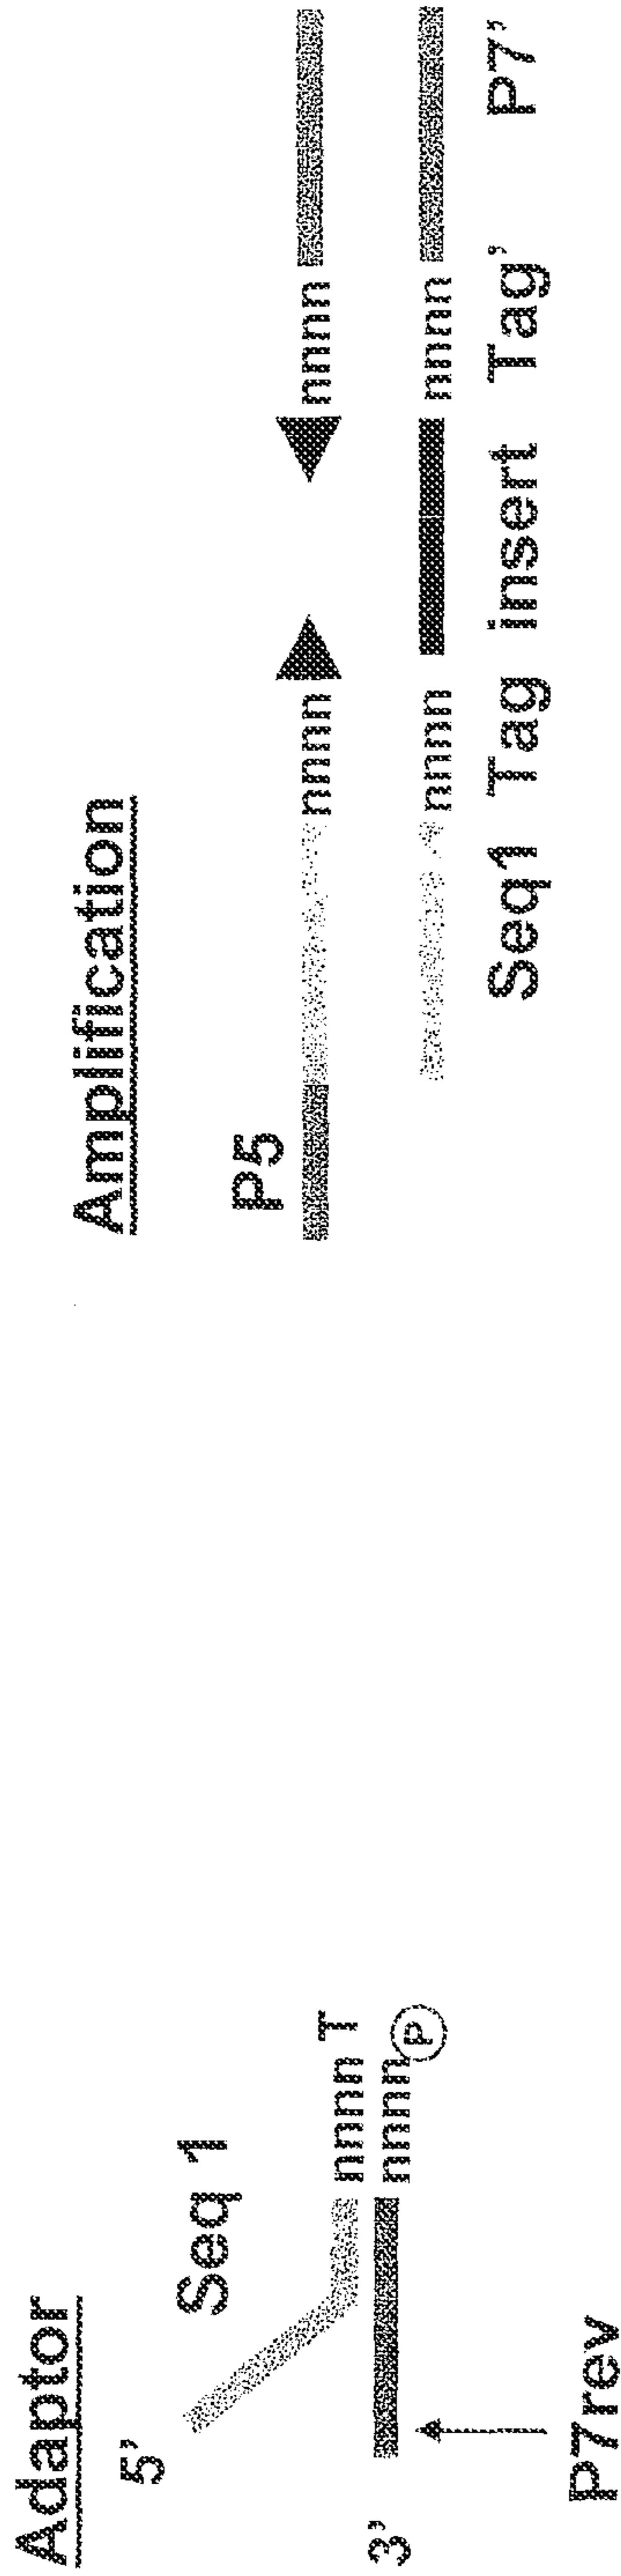 Adaptor
5’
Seq 1
nnnn T
nnnn P
3’
P7rev
Amplification
P5
nnnn nnnn
nnnn nnnn
Seq1 Tag insert Tag’ P7’